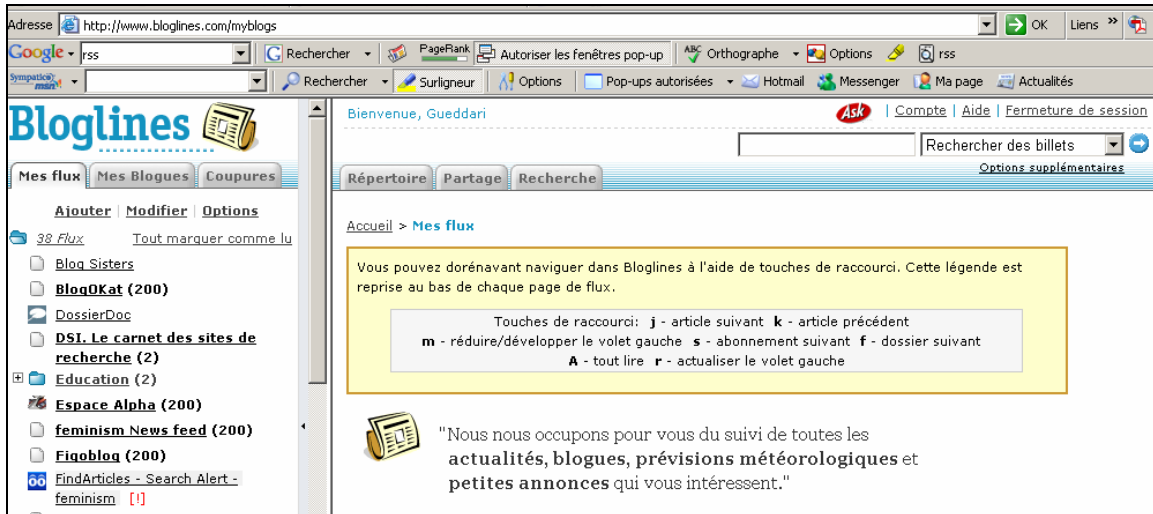 Adresse http://www.bloglines.com/myblogs OK Liens »
Google rss Rechercher PageRank Autoriser les fenêtres pop-up ABC Orthographe Options rss
Sympatico msn Rechercher Surligneur Options Pop-ups autorisées Hotmail Messenger Ma page Actualités
Bloglines
Mes flux Mes Blogues Coupures
Ajouter | Modifier | Options
38 Flux Tout marquer comme lu
Blog Sisters
BlogOKat (200)
DossierDoc
DSI. Le carnet des sites de
recherche (2)
Education (2)
Espace Alpha (200)
feminism News feed (200)
Figoblog (200)
FindArticles - Search Alert -
feminism [!]
Bienvenue, Gueddari
Ask | Compte | Aide | Fermeture de session
Rechercher des billets
Options supplémentaires
Répertoire Partage Recherche
Accueil > Mes flux
Vous pouvez dorénavant naviguer dans Bloglines à l'aide de touches de raccourci. Cette légende est
reprise au bas de chaque page de flux.
Touches de raccourci: j - article suivant k - article précédent
m - réduire/développer le volet gauche s - abonnement suivant f - dossier suivant
A - tout lire r - actualiser le volet gauche
"Nous nous occupons pour vous du suivi de toutes les
actualités, blogues, prévisions météorologiques et
petites annonces qui vous intéressent."